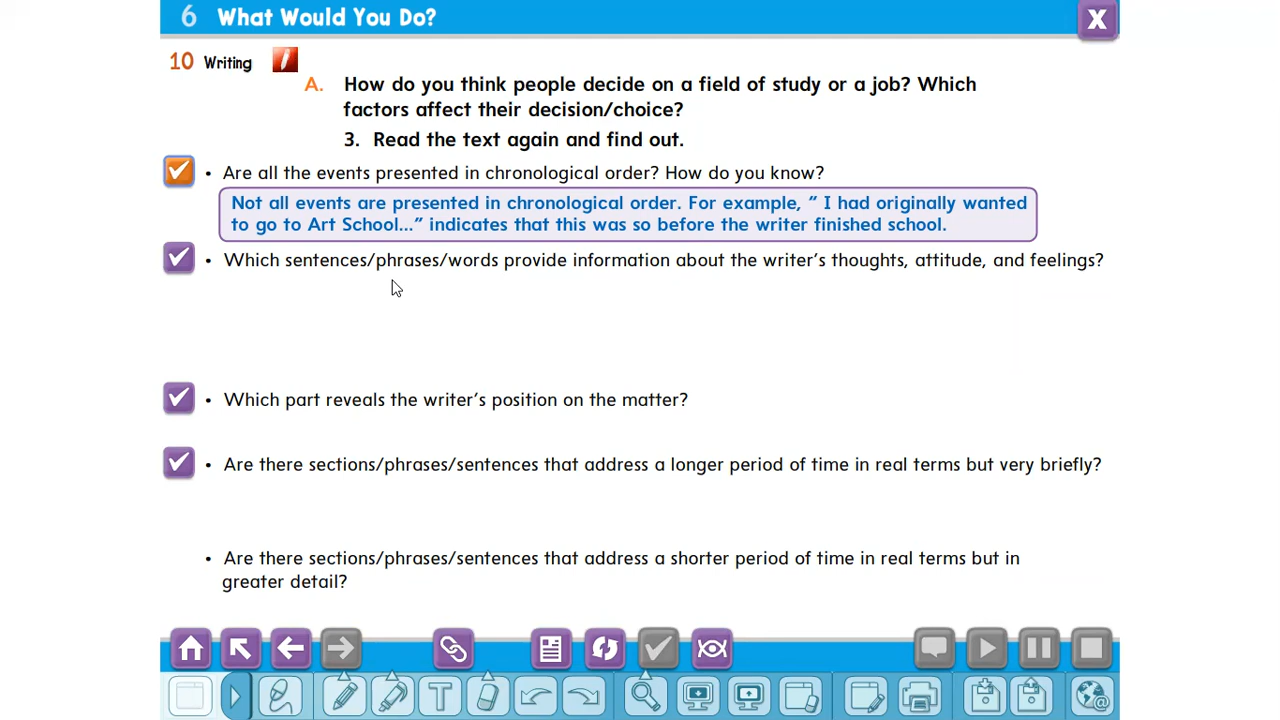 6 What Would You Do?
X
10 Writing
A. How do you think people decide on a field of study or a job? Which
factors affect their decision/choice?
3. Read the text again and find out.
• Are all the events presented in chronological order? How do you know?
Not all events are presented in chronological order. For example, “ I had originally wanted
to go to Art School...” indicates that this was so before the writer finished school.
• Which sentences/phrases/words provide information about the writer’s thoughts, attitude, and feelings?
• Which part reveals the writer’s position on the matter?
• Are there sections/phrases/sentences that address a longer period of time in real terms but very briefly?
• Are there sections/phrases/sentences that address a shorter period of time in real terms but in
greater detail?
T
@